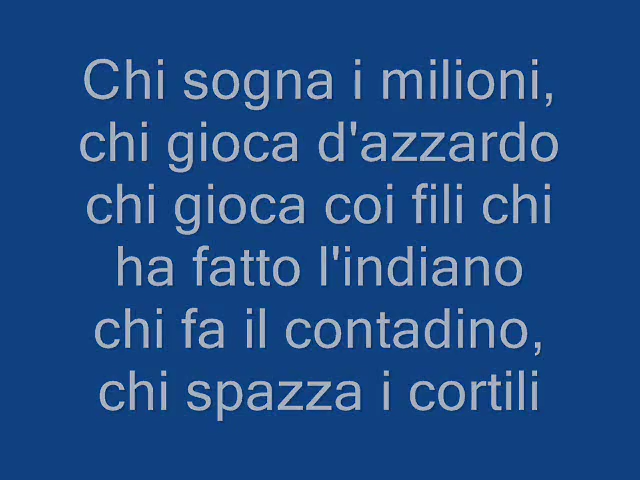 Chi sogna i milioni,
chi gioca d'azzardo
chi gioca coi fili chi
ha fatto l'indiano
chi fa il contadino,
chi spazza i cortili